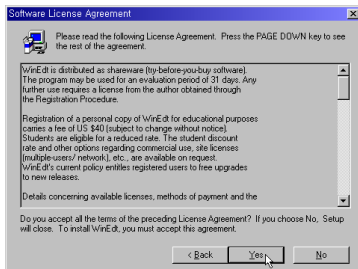 Software License Agreement
Please read the following License Agreement. Press the PAGE DOWN key to see
the rest of the agreement.
WinEdt is distributed as shareware (try-before-you-buy software).
The program may be used for an evaluation period of 31 days. Any
further use requires a license from the author obtained through
the Registration Procedure.
Registration of a personal copy of WinEdt for educational purposes
carries a fee of US $40 (subject to change without notice).
Students are eligible for a reduced rate. The student discount
rate and other options regarding commercial use, site licenses
(multiple-users/ network), etc., are available on request.
WinEdt's current policy entitles registered users to free upgrades
to new releases.
Details concerning available licenses, methods of payment and the
Do you accept all the terms of the preceding License Agreement? If you choose No, Setup
will close. To install WinEdt, you must accept this agreement.
< Back Yes No